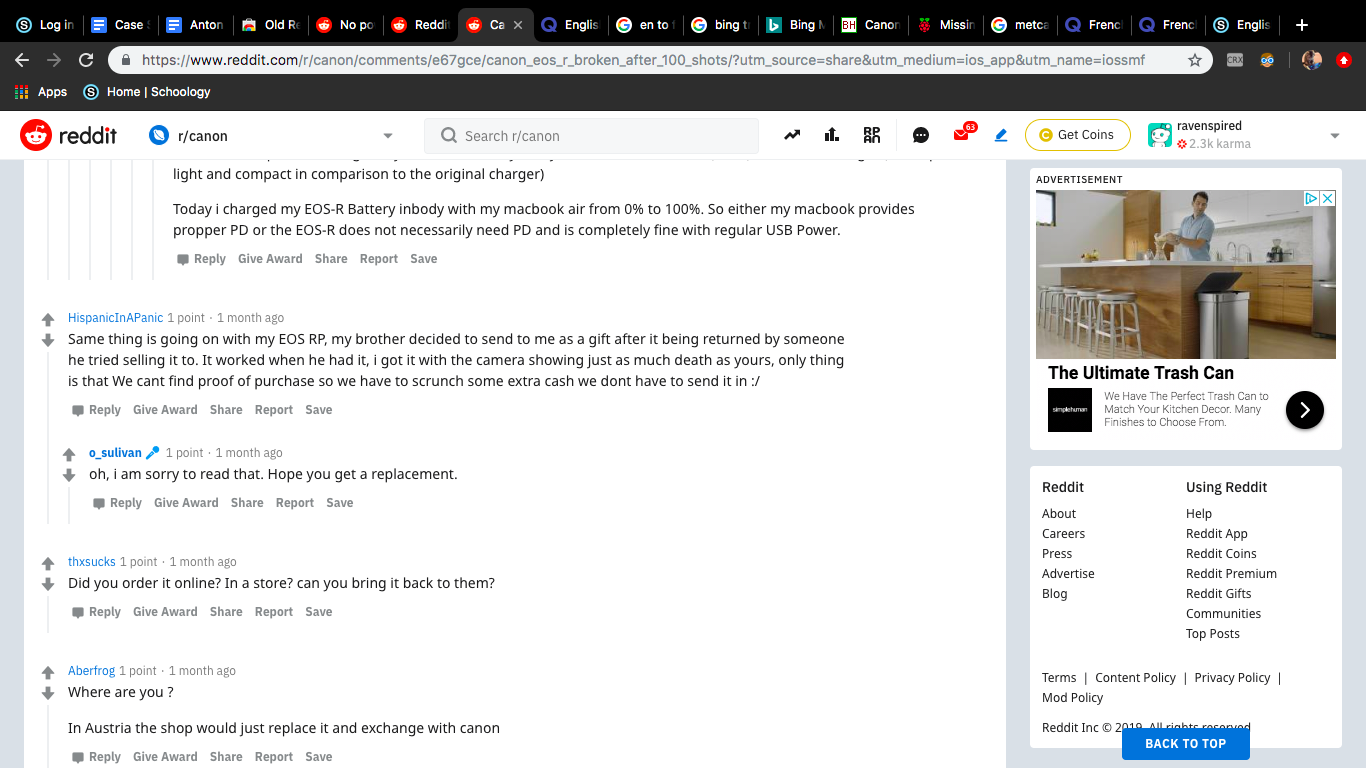 Log in
Case S
Anton
Old Re
No po
Reddit
Ca
Englis
en to f
bing tr
Bing M
BH
Canon
Missin
metca
Frencl
Frencl
Englis
https://www.reddit.com/r/canon/comments/e67gce/canon_eos_r_broken_after_100_shots/?utm_source=share&utm_medium=ios_app&utm_name=iossmf
CRX
Apps
Home | Schoology
reddit
r/canon
Search r/canon
63
Get Coins
ravenspired
2.3k karma
light and compact in comparison to the original charger)
Today i charged my EOS-R Battery inbody with my macbook air from 0% to 100%. So either my macbook provides
propper PD or the EOS-R does not necessarily need PD and is completely fine with regular USB Power.
Reply Give Award Share Report Save
HispanicInAPanic 1 point · 1 month ago
Same thing is going on with my EOS RP, my brother decided to send to me as a gift after it being returned by someone
he tried selling it to. It worked when he had it, i got it with the camera showing just as much death as yours, only thing
is that We cant find proof of purchase so we have to scrunch some extra cash we dont have to send it in :/
Reply Give Award Share Report Save
o_sulivan 1 point · 1 month ago
oh, i am sorry to read that. Hope you get a replacement.
Reply Give Award Share Report Save
thxsucks 1 point · 1 month ago
Did you order it online? In a store? can you bring it back to them?
Reply Give Award Share Report Save
Aberfrog 1 point · 1 month ago
Where are you ?
In Austria the shop would just replace it and exchange with canon
Reply Give Award Share Report Save
ADVERTISEMENT
The Ultimate Trash Can
simplehuman
We Have The Perfect Trash Can to
Match Your Kitchen Decor. Many
Finishes to Choose From.
Reddit
About
Careers
Press
Advertise
Blog
Using Reddit
Help
Reddit App
Reddit Coins
Reddit Premium
Reddit Gifts
Communities
Top Posts
Terms | Content Policy | Privacy Policy |
Mod Policy
Reddit Inc © 2019. All rights reserved
BACK TO TOP